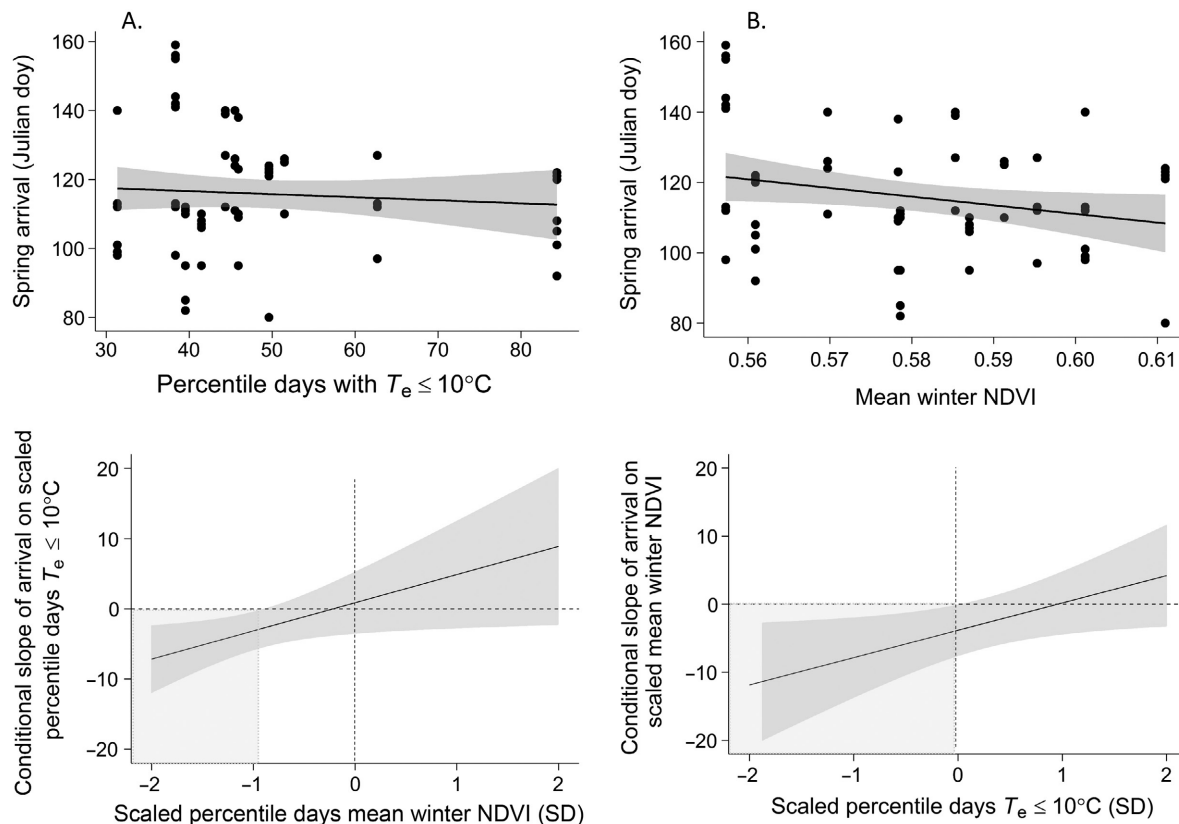 A.
160
140
120
100
80
Spring arrival (Julian doy)
30 40 50 60 70 80
Percentile days with Te ≤ 10°C
B.
160
140
120
100
80
Spring arrival (Julian doy)
0.56 0.57 0.58 0.59 0.60 0.61
Mean winter NDVI
20
10
0
−10
−20
Conditional slope of arrival on scaled
percentile days Te ≤ 10°C
−2 −1 0 1 2
Scaled percentile days mean winter NDVI (SD)
20
10
0
−10
−20
Conditional slope of arrival on
scaled mean winter NDVI
−2 −1 0 1 2
Scaled percentile days Te ≤ 10°C (SD)